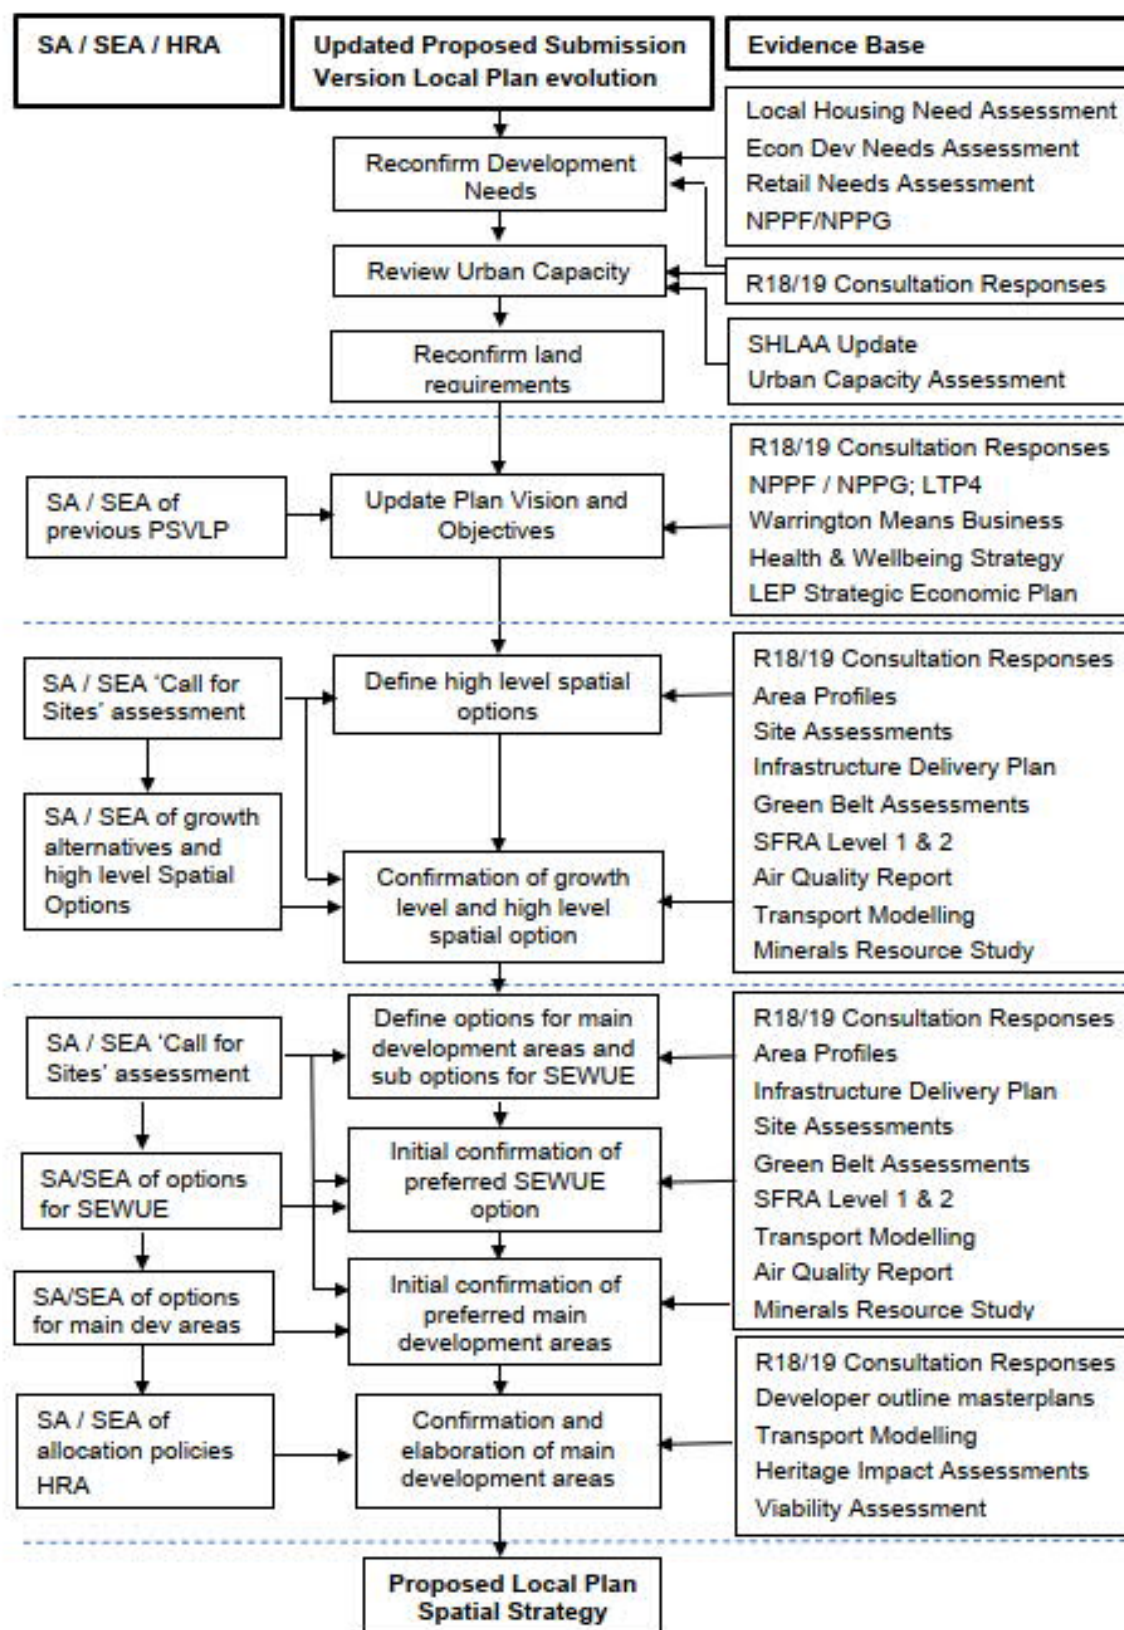 SA / SEA / HRA
Updated Proposed Submission
Version Local Plan evolution
Evidence Base
Reconfirm Development
Needs
Local Housing Need Assessment
Econ Dev Needs Assessment
Retail Needs Assessment
NPPF/NPPG
Review Urban Capacity
R18/19 Consultation Responses
Reconfirm land
requirements
SHLAA Update
Urban Capacity Assessment
SA / SEA of
previous PSVLP
Update Plan Vision and
Objectives
R18/19 Consultation Responses
NPPF / NPPG; LTP4
Warrington Means Business
Health & Wellbeing Strategy
LEP Strategic Economic Plan
SA / SEA ‘Call for
Sites’ assessment
Define high level spatial
options
R18/19 Consultation Responses
Area Profiles
Site Assessments
Infrastructure Delivery Plan
Green Belt Assessments
SFRA Level 1 & 2
Air Quality Report
Transport Modelling
Minerals Resource Study
SA / SEA of growth
alternatives and
high level Spatial
Options
Confirmation of growth
level and high level
spatial option
SA / SEA ‘Call for
Sites’ assessment
Define options for main
development areas and
sub options for SEWUE
R18/19 Consultation Responses
Area Profiles
Infrastructure Delivery Plan
Site Assessments
Green Belt Assessments
SFRA Level 1 & 2
Transport Modelling
Air Quality Report
Minerals Resource Study
SA/SEA of options
for SEWUE
Initial confirmation of
preferred SEWUE
option
SA/SEA of options
for main dev areas
Initial confirmation of
preferred main
development areas
SA / SEA of
allocation policies
HRA
Confirmation and
elaboration of main
development areas
R18/19 Consultation Responses
Developer outline masterplans
Transport Modelling
Heritage Impact Assessments
Viability Assessment
Proposed Local Plan
Spatial Strategy